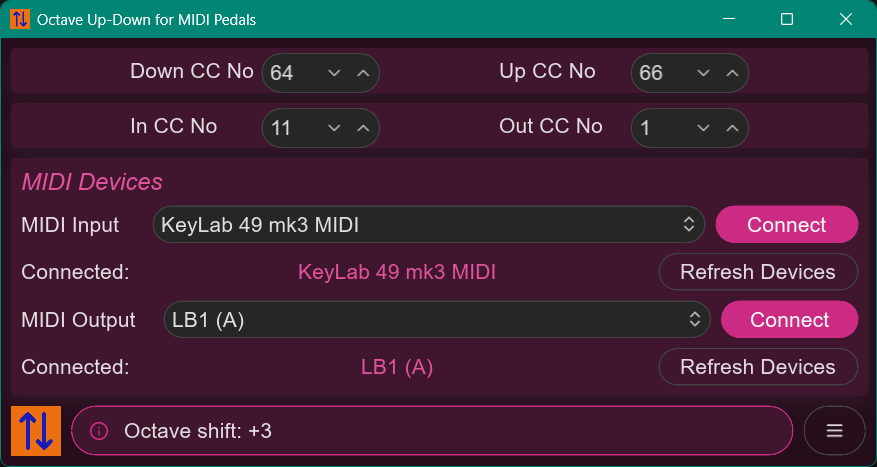 Octave Up-Down for MIDI Pedals
Down CC No 64 Up CC No 66
In CC No 11 Out CC No 1
MIDI Devices
MIDI Input KeyLab 49 mk3 MIDI Connect
Connected: KeyLab 49 mk3 MIDI Refresh Devices
MIDI Output LB1 (A) Connect
Connected: LB1 (A) Refresh Devices
Octave shift: +3